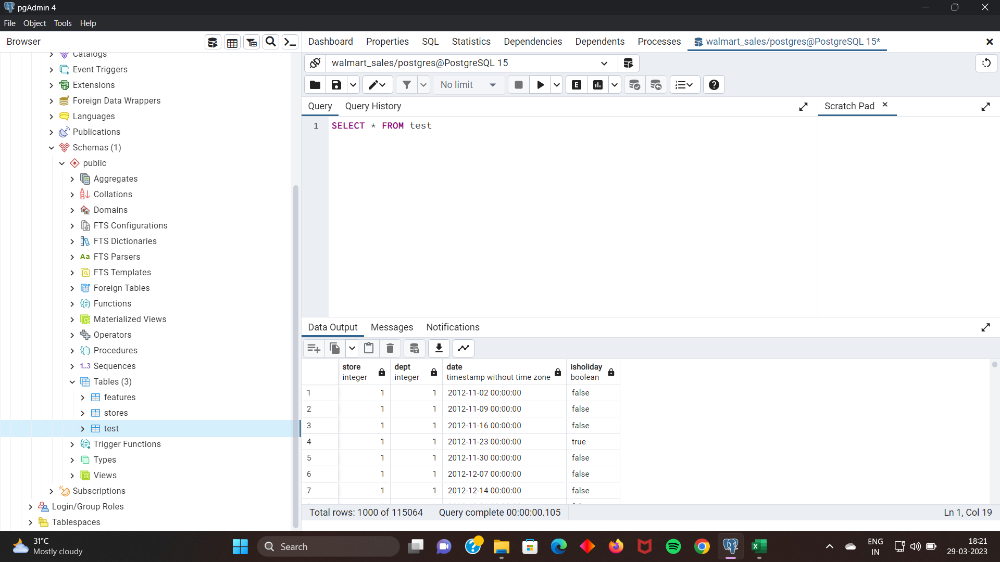 pgAdmin 4
File Object Tools Help
Browser
Dashboard Properties SQL Statistics Dependencies Dependents Processes walmart_sales/postgres@PostgreSQL 15*
Catalogs
Event Triggers
Extensions
Foreign Data Wrappers
Languages
Publications
Schemas (1)
public
Aggregates
Collations
Domains
FTS Configurations
FTS Dictionaries
Aa FTS Parsers
FTS Templates
Foreign Tables
Functions
Materialized Views
Operators
Procedures
1..3 Sequences
Tables (3)
features
stores
test
Trigger Functions
Types
Views
Subscriptions
Login/Group Roles
Tablespaces
walmart_sales/postgres@PostgreSQL 15
No limit
E
Query Query History
Scratch Pad
1 SELECT * FROM test
Data Output Messages Notifications
store integer
dept integer
date timestamp without time zone
isholiday boolean
1 1 1 2012-11-02 00:00:00 false
2 1 1 2012-11-09 00:00:00 false
3 1 1 2012-11-16 00:00:00 false
4 1 1 2012-11-23 00:00:00 true
5 1 1 2012-11-30 00:00:00 false
6 1 1 2012-12-07 00:00:00 false
7 1 1 2012-12-14 00:00:00 false
Total rows: 1000 of 115064 Query complete 00:00:00.105 Ln 1, Col 19
31°C
Mostly cloudy
Search
ENG
IN
18:21
29-03-2023